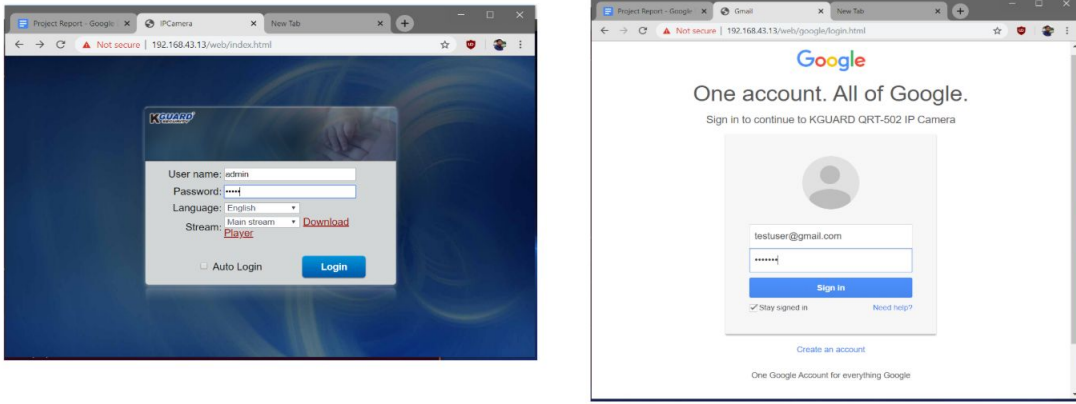 Project Report - Google
IPCamera
New Tab
Not secure | 192.168.43.13/web/index.html
KGUARD
SECURITY
User name: admin
Password: •••••
Language: English
Stream: Main stream Download
Player
Auto Login
Login
Project Report - Google
Gmail
New Tab
Not secure | 192.168.43.13/web/google/login.html
Google
One account. All of Google.
Sign in to continue to KGUARD QRT-502 IP Camera
testuser@gmail.com
•••••••
Sign in
Stay signed in Need help?
Create an account
One Google Account for everything Google